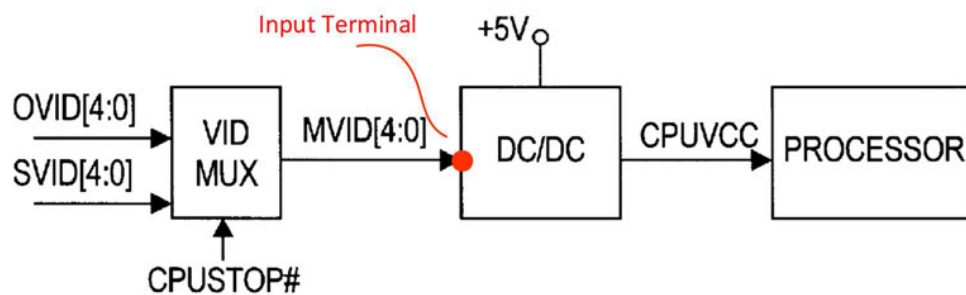 Input Terminal
+5V
OVID[4:0]
SVID[4:0]
VID
MUX
MVID[4:0]
DC/DC
CPUVCC
PROCESSOR
CPUSTOP#